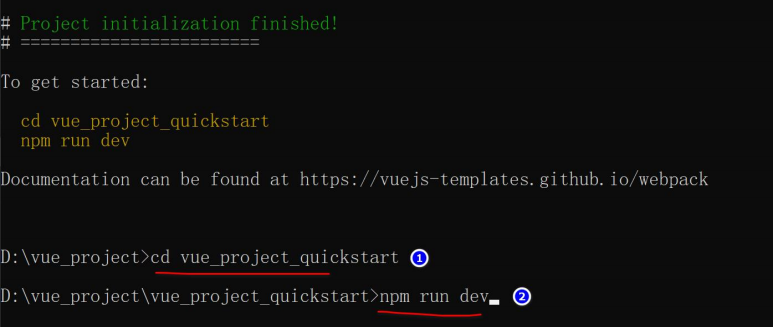 # Project initialization finished!
# ========================
To get started:
cd vue_project_quickstart
npm run dev
Documentation can be found at https://vuejs-templates.github.io/webpack
D:\vue_project>cd vue_project_quickstart 1
D:\vue_project\vue_project_quickstart>npm run dev 2